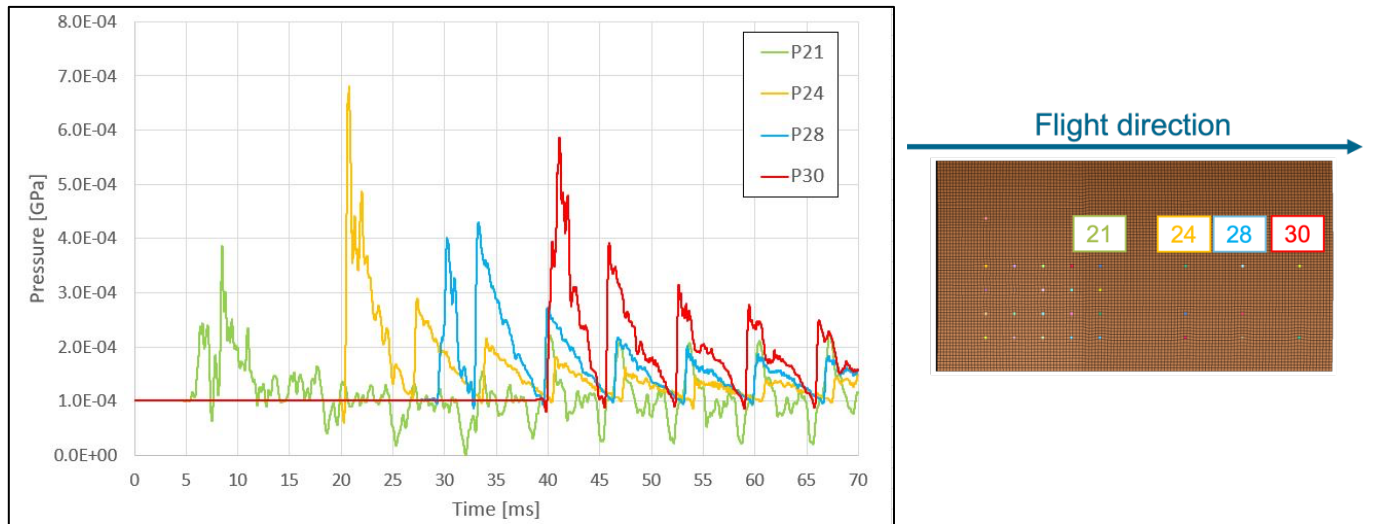 8.0E-04
7.0E-04
6.0E-04
5.0E-04
4.0E-04
3.0E-04
2.0E-04
1.0E-04
0.0E+00
Pressure [GPa]
0 5 10 15 20 25 30 35 40 45 50 55 60 65 70
Time [ms]
P21
P24
P28
P30
Flight direction
21 24 28 30